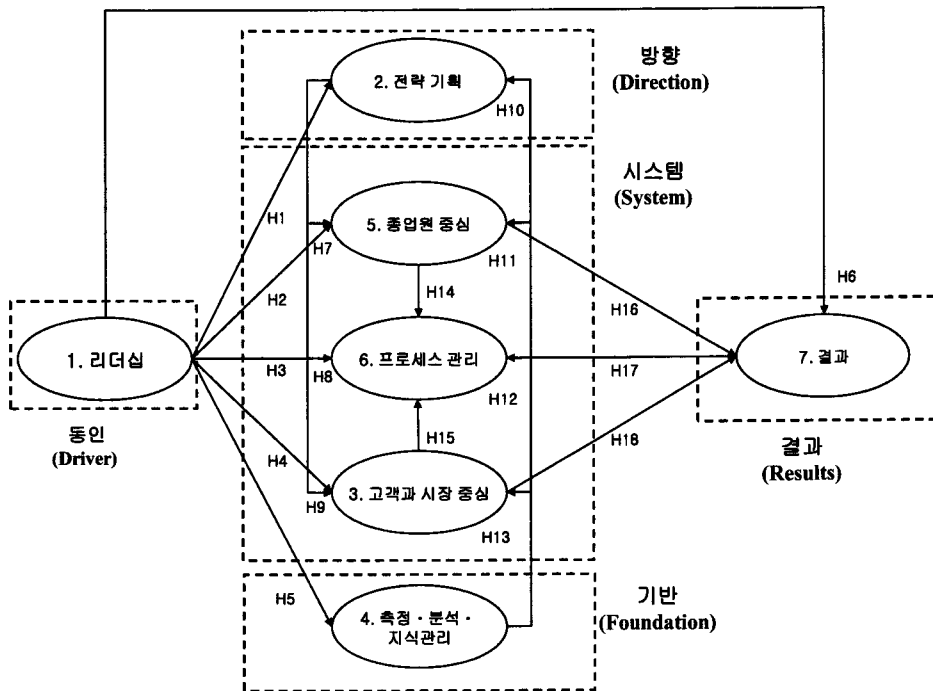 방향
(Direction)
2. 전략 기획
H10
시스템
(System)
H1
5. 종업원 중심
H7
H11
H2
H14
H16
H6
1. 리더십
H3
H8
6. 프로세스 관리
H12
H17
7. 결과
동인
(Driver)
H4
H15
H18
결과
(Results)
H9
3. 고객과 시장 중심
H13
H5
기반
(Foundation)
4. 측정 · 분석 ·
지식관리